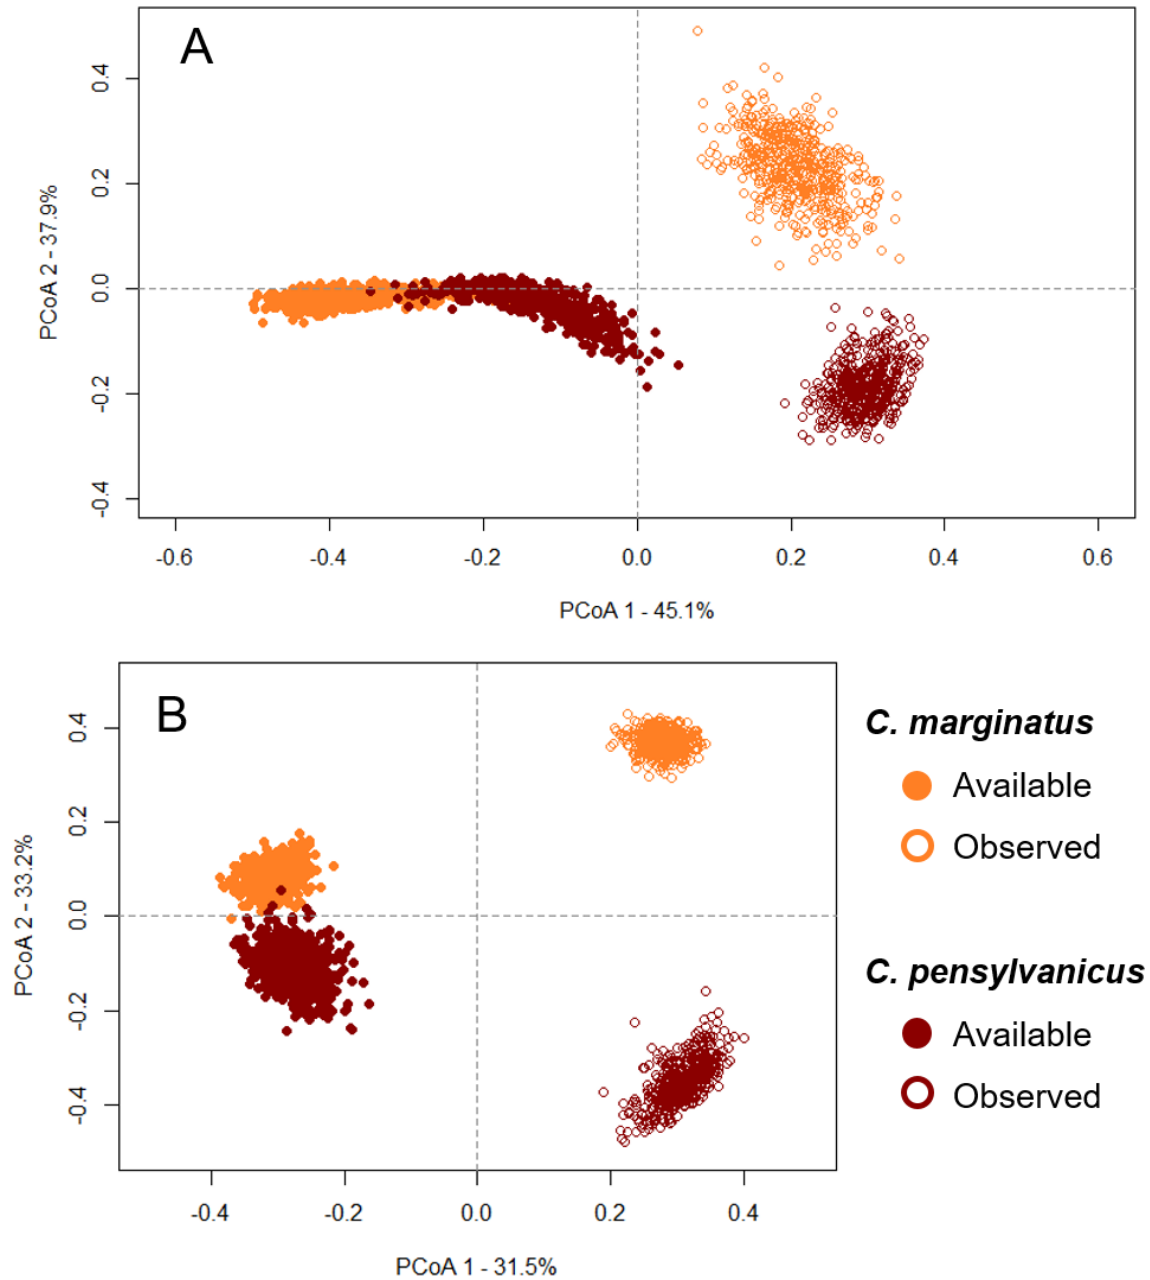 A
0.4
0.2
0.0
-0.2
-0.4
PCoA 2 - 37.9%
-0.6 -0.4 -0.2 0.0 0.2 0.4 0.6
PCoA 1 - 45.1%
B
0.4
0.2
0.0
-0.2
-0.4
PCoA 2 - 33.2%
-0.4 -0.2 0.0 0.2 0.4
PCoA 1 - 31.5%
C. marginatus
Available
Observed
C. pensylvanicus
Available
Observed